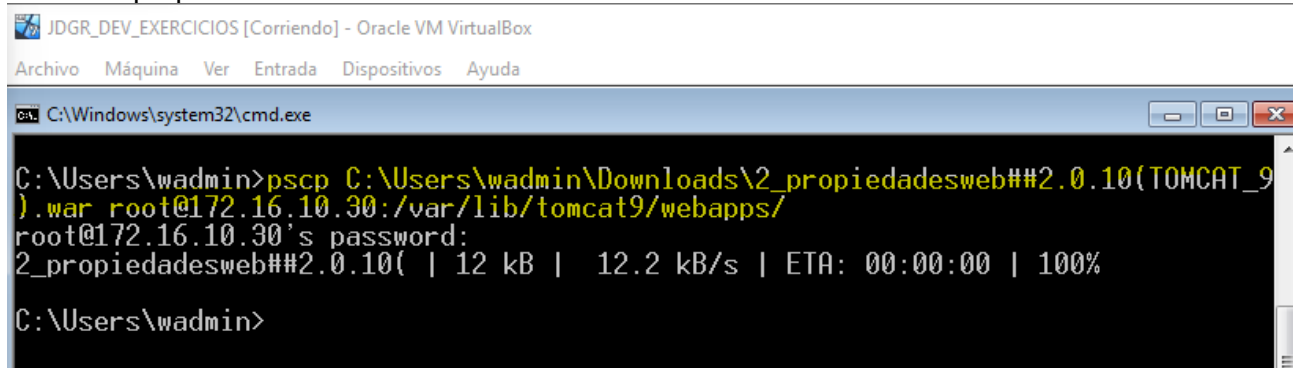 JDGR_DEV_EXERCICIOS [Corriendo] - Oracle VM VirtualBox
Archivo Máquina Ver Entrada Dispositivos Ayuda
C:\Windows\system32\cmd.exe
C:\Users\wadmin>pscp C:\Users\wadmin\Downloads\2_propiedadesweb##2.0.10(TOMCAT_9
).war root@172.16.10.30:/var/lib/tomcat9/webapps/
root@172.16.10.30's password:
2_propiedadesweb##2.0.10( | 12 kB | 12.2 kB/s | ETA: 00:00:00 | 100%
C:\Users\wadmin>